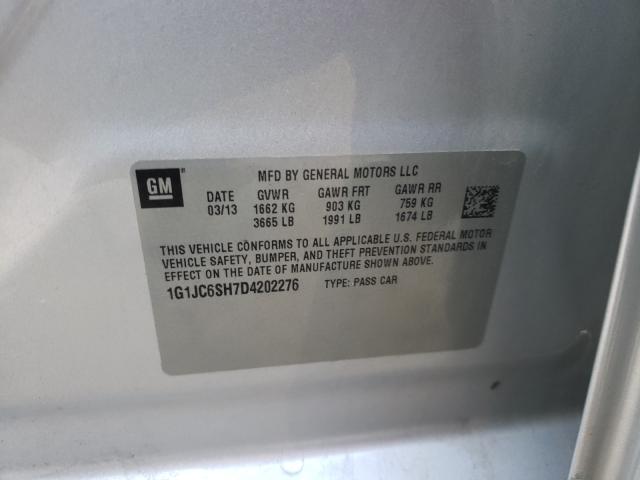 GM
MFD BY GENERAL MOTORS LLC
DATE GVWR GAWR FRT GAWR RR
03/13 1662 KG 903 KG 759 KG
3665 LB 1991 LB 1674 LB
THIS VEHICLE CONFORMS TO ALL APPLICABLE U.S. FEDERAL MOTOR
VEHICLE SAFETY, BUMPER, AND THEFT PREVENTION STANDARDS IN
EFFECT ON THE DATE OF MANUFACTURE SHOWN ABOVE.
1G1JC6SH7D4202276 TYPE: PASS CAR